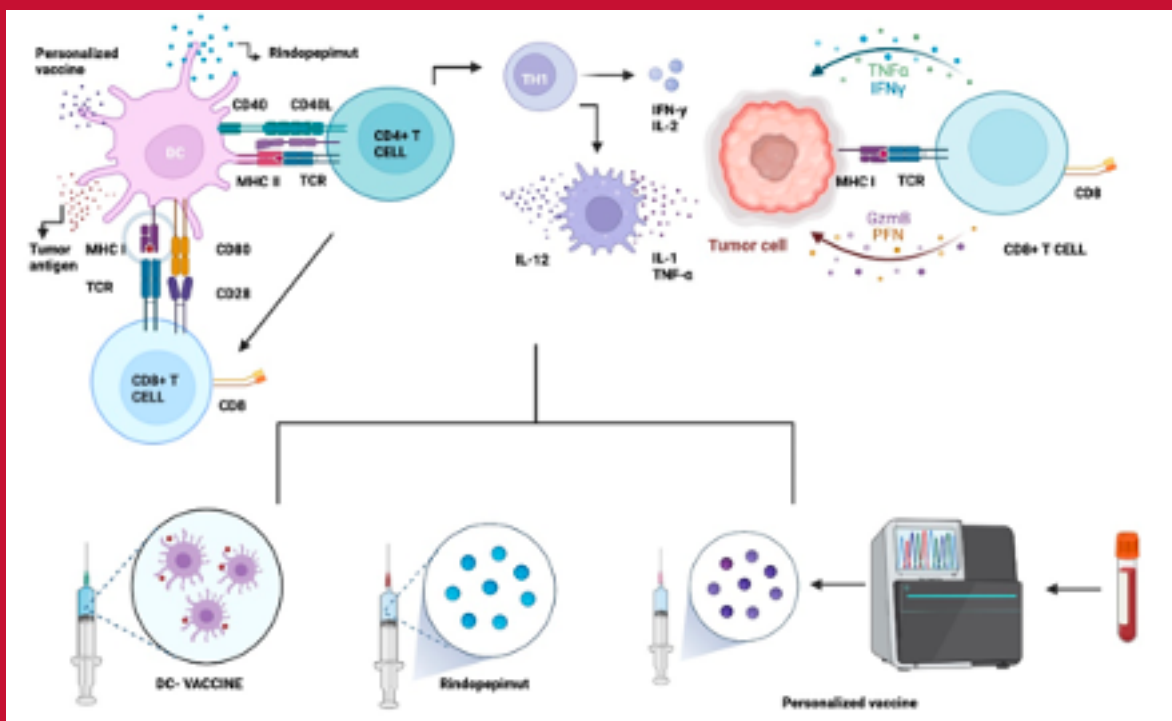 Personalized
vaccine
Rindopepimut
CD40
CD40L
DC
CD4+ T
CELL
MHC II
TCR
Tumor
antigen
MHC I
CD80
TCR
CD28
CD8+ T
CELL
CD8
TH1
IFN-γ
IL-2
IL-12
IL-1
TNF-α
TNFα
IFNγ
MHC I
TCR
CD8
Tumor cell
GzmB
PFN
CD8+ T CELL
DC- VACCINE
Rindopepimut
Personalized vaccine